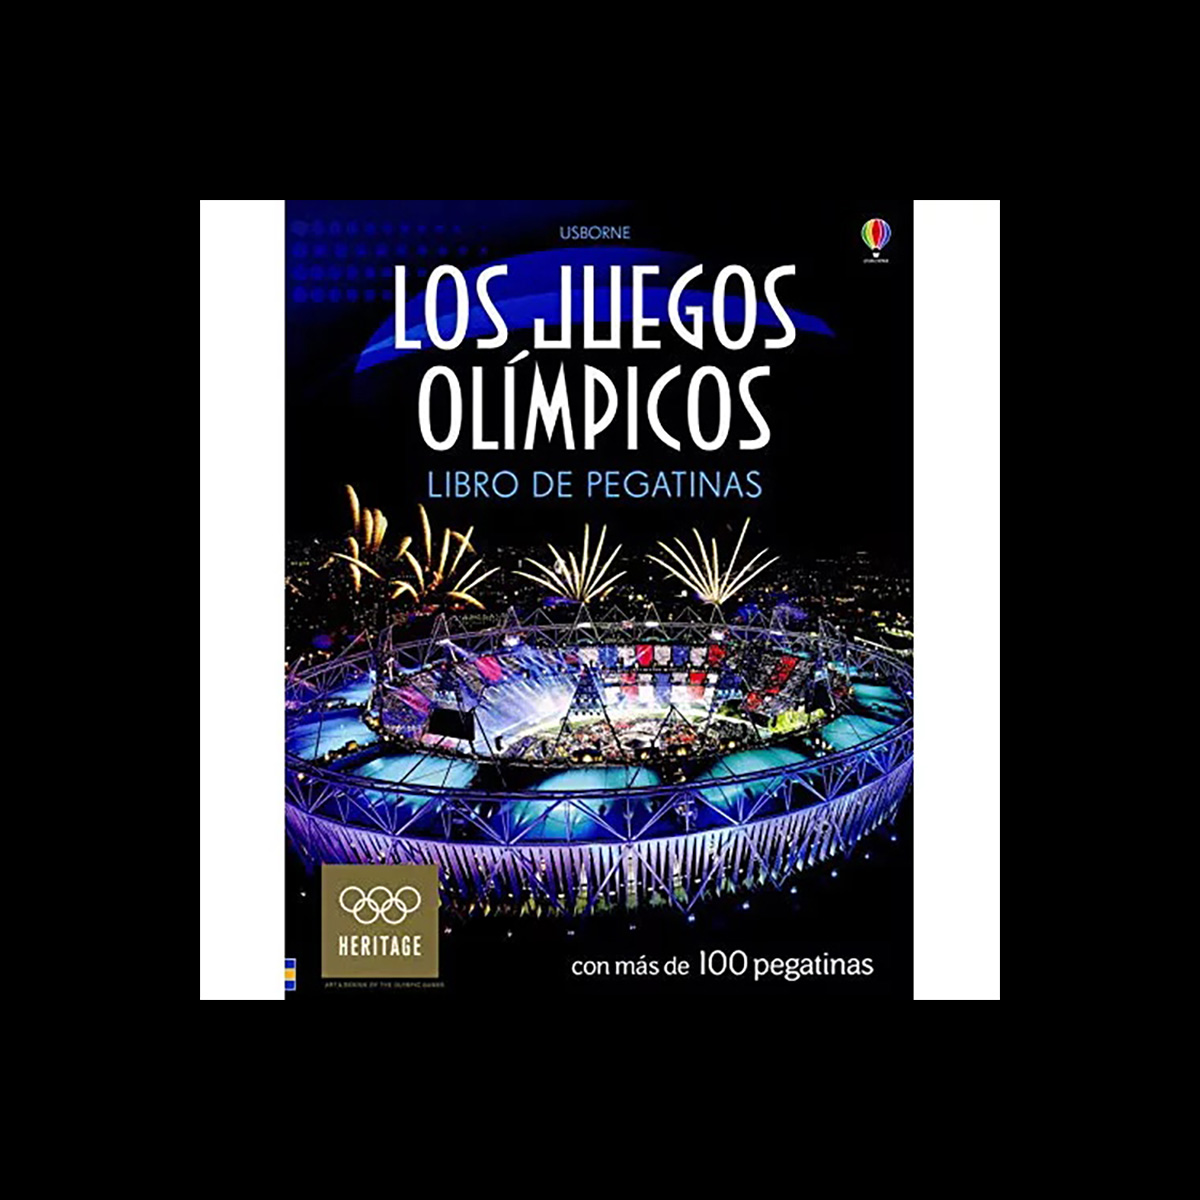 USBORNE
LOS JUEGOS
OLÍMPICOS
LIBRO DE PEGATINAS
HERITAGE
ART & DESIGN OF THE OLYMPIC GAMES
con más de 100 pegatinas